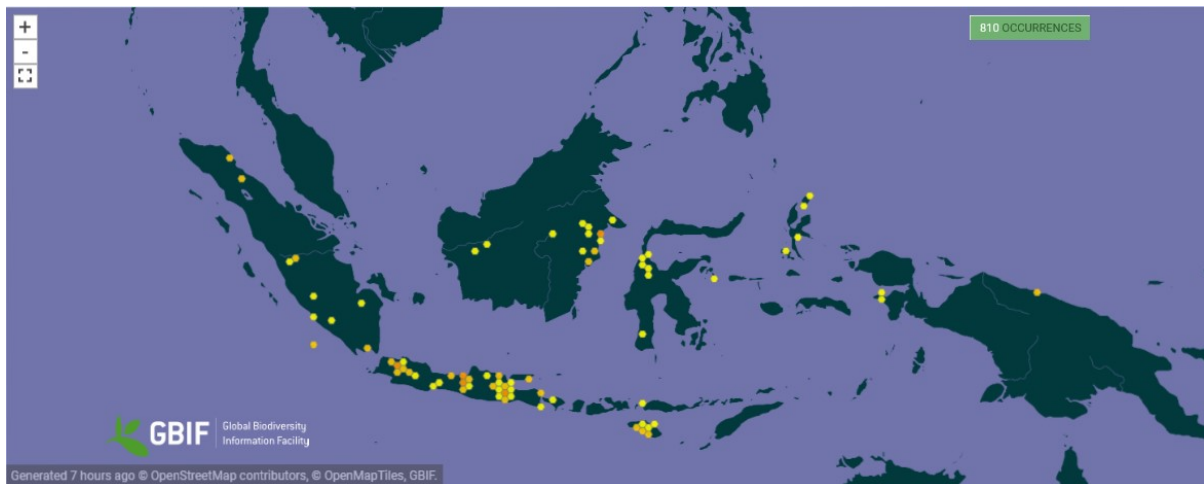 +
-
810 OCCURRENCES
GBIF
Global Biodiversity
Information Facility
Generated 7 hours ago © OpenStreetMap contributors, © OpenMapTiles, GBIF.